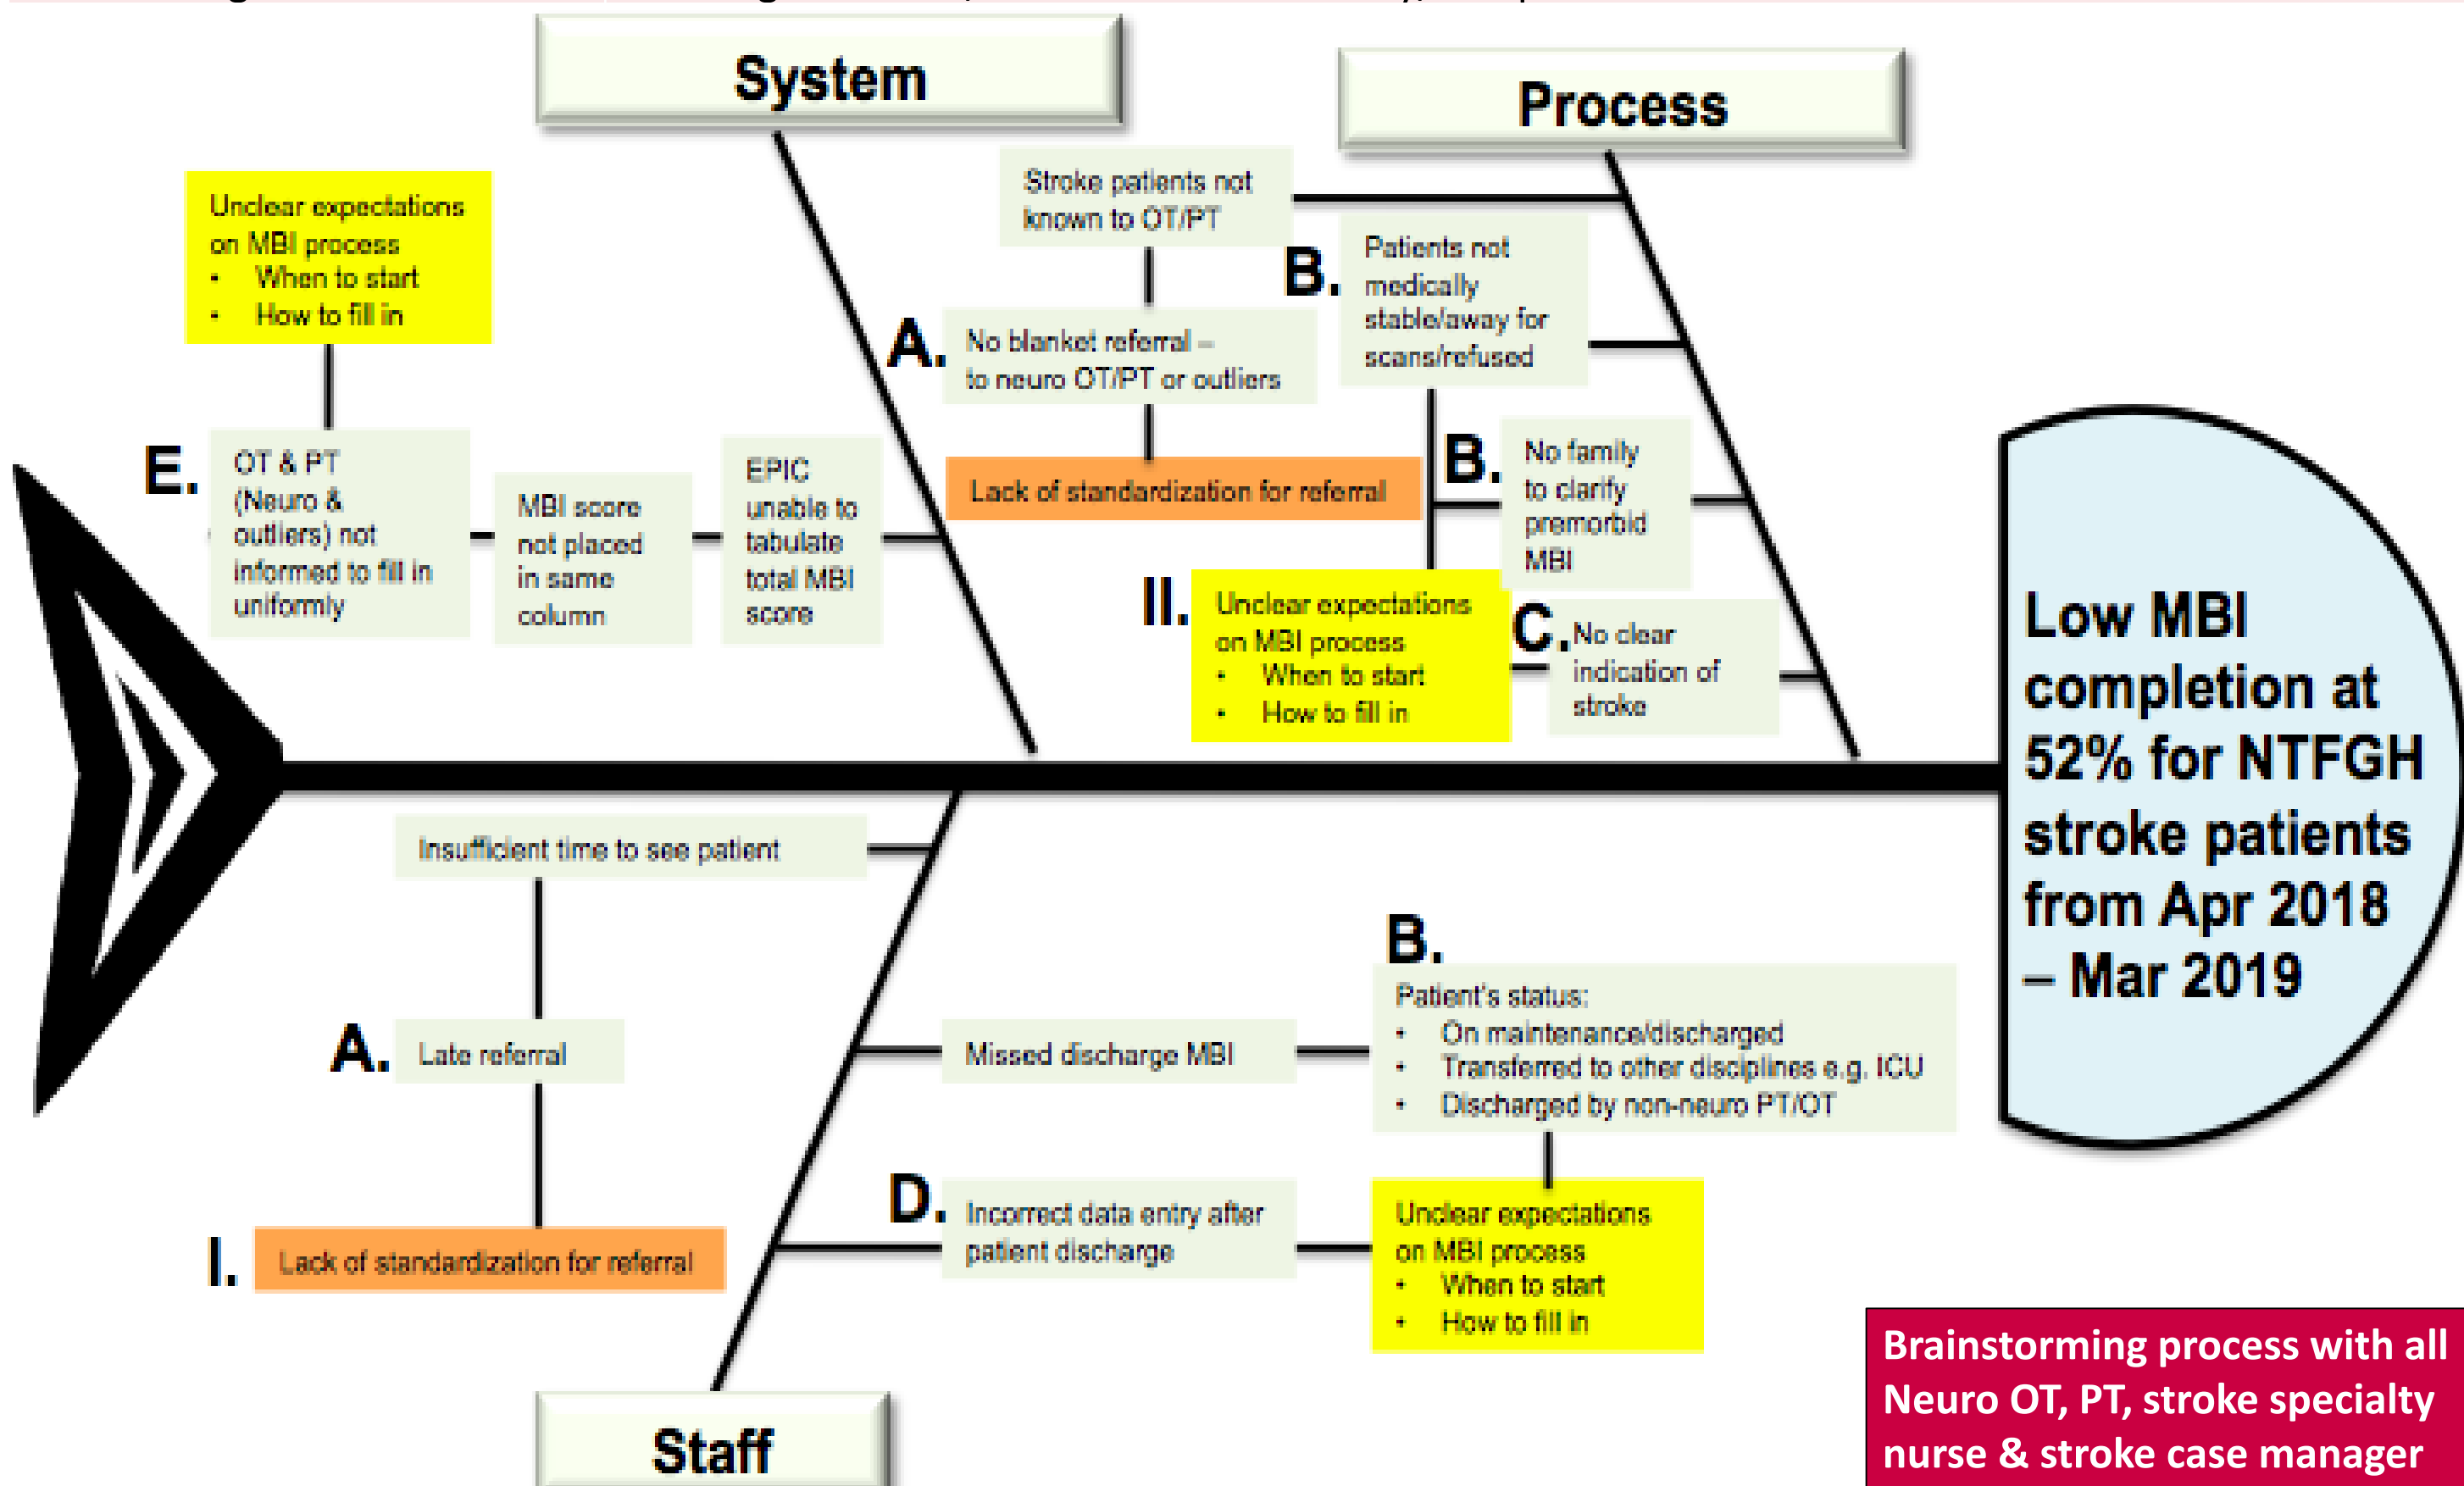 System
Process
Unclear expectations
on MBI process
• When to start
• How to fill in
E.
OT & PT
(Neuro &
outliers) not
informed to fill in
uniformly
MBI score
not placed
in same
column
EPIC
unable to
tabulate
total MBI
score
Stroke patients not
known to OT/PT
A.
No blanket referral –
to neuro OT/PT or outliers
Lack of standardization for referral
B.
Patients not
medically
stable/away for
scans/refused
B.
No family
to clarify
premorbid
MBI
II.
Unclear expectations
on MBI process
• When to start
• How to fill in
C.
No clear
indication of
stroke
Low MBI
completion at
52% for NTFGH
stroke patients
from Apr 2018
– Mar 2019
Insufficient time to see patient
A.
Late referral
I.
Lack of standardization for referral
Missed discharge MBI
B.
Patient's status:
• On maintenance/discharged
• Transferred to other disciplines e.g. ICU
• Discharged by non-neuro PT/OT
D.
Incorrect data entry after
patient discharge
Unclear expectations
on MBI process
• When to start
• How to fill in
Staff
Brainstorming process with all
Neuro OT, PT, stroke specialty
nurse & stroke case manager